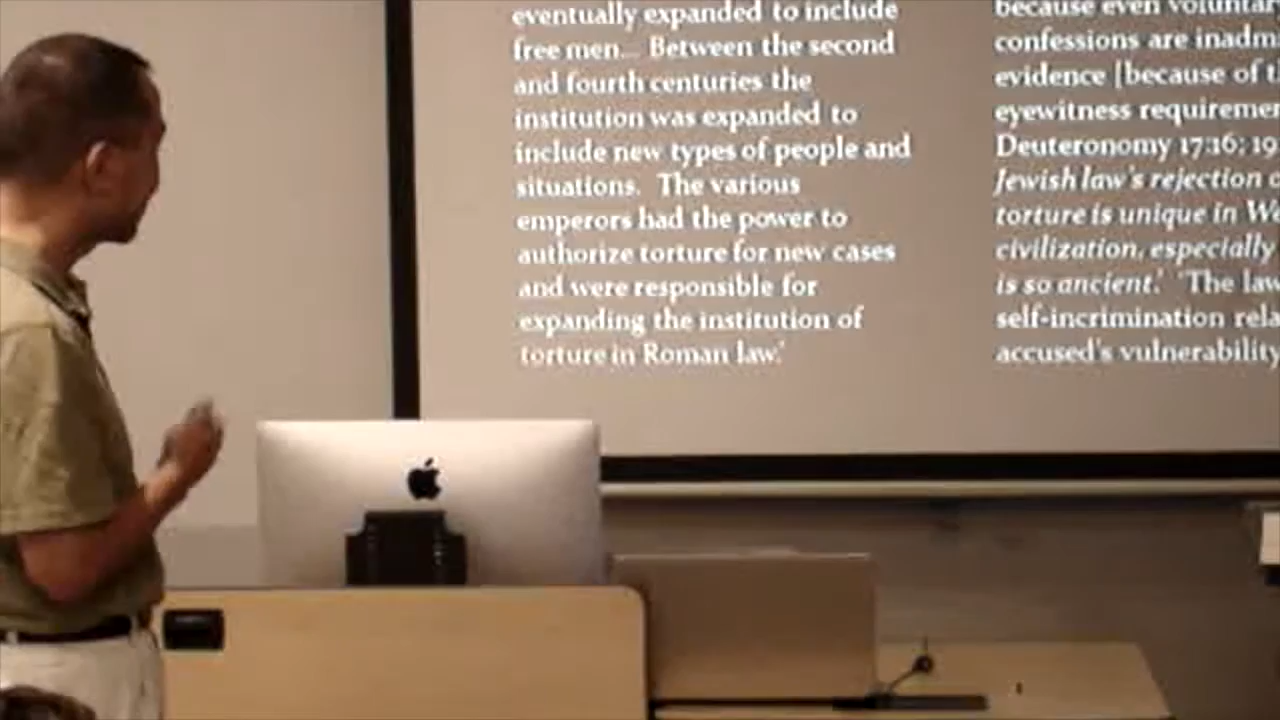 eventually expanded to include
free men... Between the second
and fourth centuries the
institution was expanded to
include new types of people and
situations. The various
emperors had the power to
authorize torture for new cases
and were responsible for
expanding the institution of
torture in Roman law.'
because even
confessions are
evidence [because of
eyewitness
Deuteronomy 17:16; 19
Jewish law's rejection
torture is unique in
civilization, especially
is so ancient.' 'The law
self-incrimination
accused's vulnerability